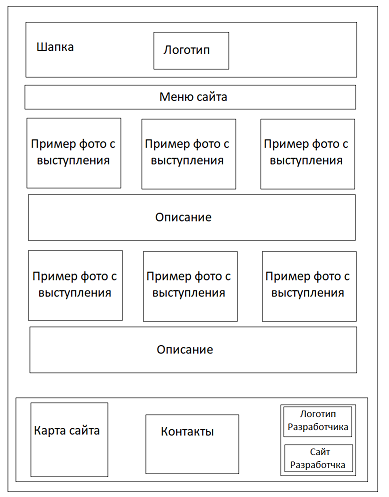 Шапка
Логотип
Меню сайта
Пример фото с
выступления
Пример фото с
выступления
Пример фото с
выступления
Описание
Пример фото с
выступления
Пример фото с
выступления
Пример фото с
выступления
Описание
Карта сайта
Контакты
Логотип
Разработчика
Сайт
Разработчка